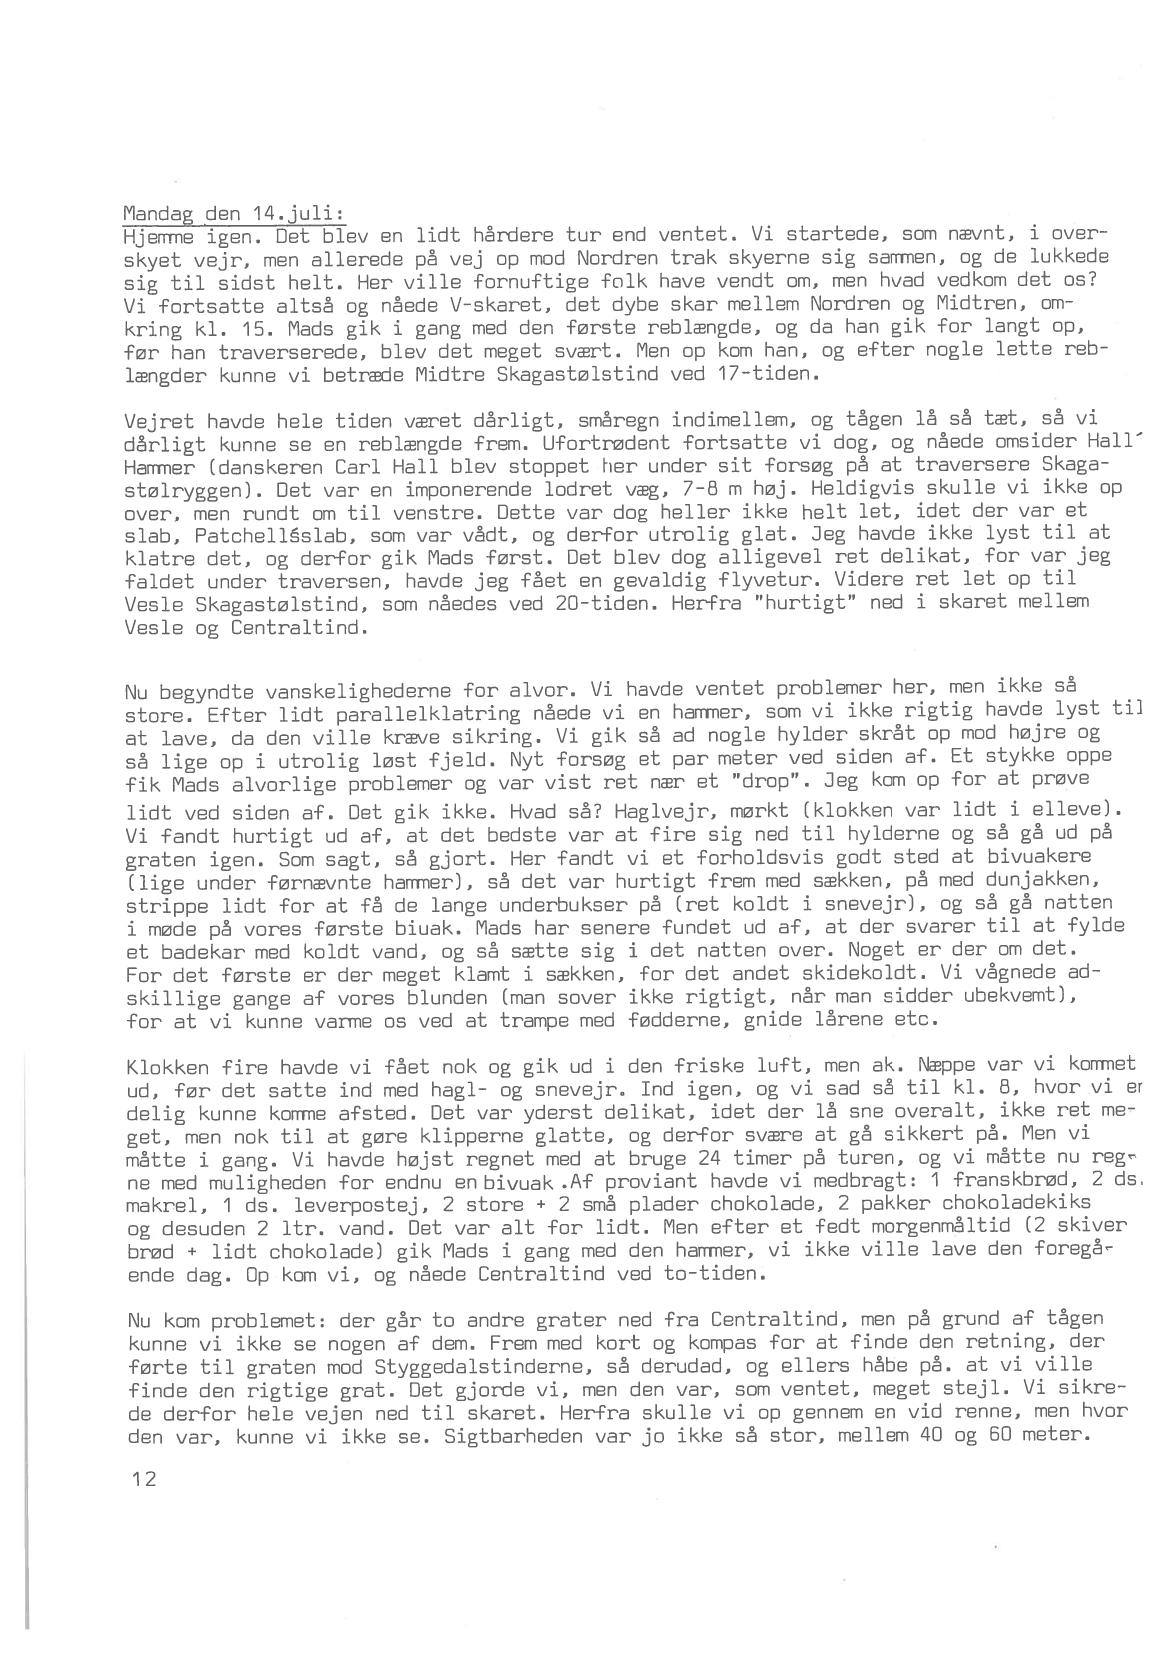 Mandag den 14.juli:
Hjemme igen. Det blev en lidt hårdere tur end ventet. Vi startede, som nævnt, i over-
skyet vejr, men allerede på vej op mod Nordren trak skyerne sig sammen, og de lukkede
sig til sidst helt. Her ville fornuftige folk have vendt om, men hvad vedkom det os?
Vi fortsatte altså og nåede V-skaret, det dybe skar mellem Nordren og Midtren, om-
kring kl. 15. Mads gik i gang med den første reblængde, og da han gik for langt op,
før han traverserede, blev det meget svært. Men op kom han, og efter nogle lette reb-
længder kunne vi betræde Midtre Skagastølstind ved 17-tiden.

Vejret havde hele tiden været dårligt, småregn indimellem, og tågen lå så tæt, så vi
dårligt kunne se en reblængde frem. Ufortrødent fortsatte vi dog, og nåede omsider Hall´
Hammer (danskeren Carl Hall blev stoppet her under sit forsøg på at traversere Skaga-
stølryggen). Det var en imponerende lodret væg, 7-8 m høj. Heldigvis skulle vi ikke op
over, men rundt om til venstre. Dette var dog heller ikke helt let, idet der var et
slab, Patchell´sslab, som var vådt, og derfor utrolig glat. Jeg havde ikke lyst til at
klatre det, og derfor gik Mads først. Det blev dog alligevel ret delikat, for var jeg
faldet under traversen, havde jeg fået en gevaldig flyvetur. Videre ret let op til
Vesle Skagastølstind, som nåedes ved 20-tiden. Herfra "hurtigt" ned i skaret mellem
Vesle og Centraltind.

Nu begyndte vanskelighederne for alvor. Vi havde ventet problemer her, men ikke så
store. Efter lidt parallelklatring nåede vi en hammer, som vi ikke rigtig havde lyst til
at lave, da den ville kræve sikring. Vi gik så ad nogle hylder skråt op mod højre og
så lige op i utrolig løst fjeld. Nyt forsøg et par meter ved siden af. Et stykke oppe
fik Mads alvorlige problemer og var vist ret nær et "drop". Jeg kom op for at prøve
lidt ved siden af. Det gik ikke. Hvad så? Haglvejr, mørkt (klokken var lidt i elleve).
Vi fandt hurtigt ud af, at det bedste var at fire sig ned til hylderne og så gå ud på
graten igen. Som sagt, så gjort. Her fandt vi et forholdsvis godt sted at bivuakere
(lige under førnævnte hammer), så det var hurtigt frem med sækken, på med dunjakken,
strippe lidt for at få de lange underbukser på (ret koldt i snevejr), og så gå natten
i møde på vores første biuak. Mads har senere fundet ud af, at der svarer til at fylde
et badekar med koldt vand, og så sætte sig i det natten over. Noget er der om det.
For det første er der meget klamt i sækken, for det andet skidekoldt. Vi vågnede ad-
skillige gange af vores blunden (man sover ikke rigtigt, når man sidder ubekvemt),
for at vi kunne varme os ved at trampe med fødderne, gnide lårene etc.

Klokken fire havde vi fået nok og gik ud i den friske luft, men ak. Næppe var vi kommet
ud, før det satte ind med hagl- og snevejr. Ind igen, og vi sad så til kl. 8, hvor vi er
delig kunne komme afsted. Det var yderst delikat, idet der lå sne overalt, ikke ret me-
get, men nok til at gøre klipperne glatte, og derfor svære at gå sikkert på. Men vi
måtte i gang. Vi havde højst regnet med at bruge 24 timer på turen, og vi måtte nu reg-
ne med muligheden for endnu en bivuak .Af proviant havde vi medbragt: 1 franskbrød, 2 ds.
makrel, 1 ds. leverpostej, 2 store + 2 små plader chokolade, 2 pakker chokoladekiks
og desuden 2 ltr. vand. Det var alt for lidt. Men efter et fedt morgenmåltid (2 skiver
brød + lidt chokolade) gik Mads i gang med den hammer, vi ikke ville lave den foregå-
ende dag. Op kom vi, og nåede Centraltind ved to-tiden.

Nu kom problemet: der går to andre grater ned fra Centraltind, men på grund af tågen
kunne vi ikke se nogen af dem. Frem med kort og kompas for at finde den retning, der
førte til graten mod Styggedalstinderne, så derudad, og ellers håbe på. at vi ville
finde den rigtige grat. Det gjorde vi, men den var, som ventet, meget stejl. Vi sikre-
de derfor hele vejen ned til skaret. Herfra skulle vi op gennem en vid renne, men hvor
den var, kunne vi ikke se. Sigtbarheden var jo ikke så stor, mellem 40 og 60 meter.
12